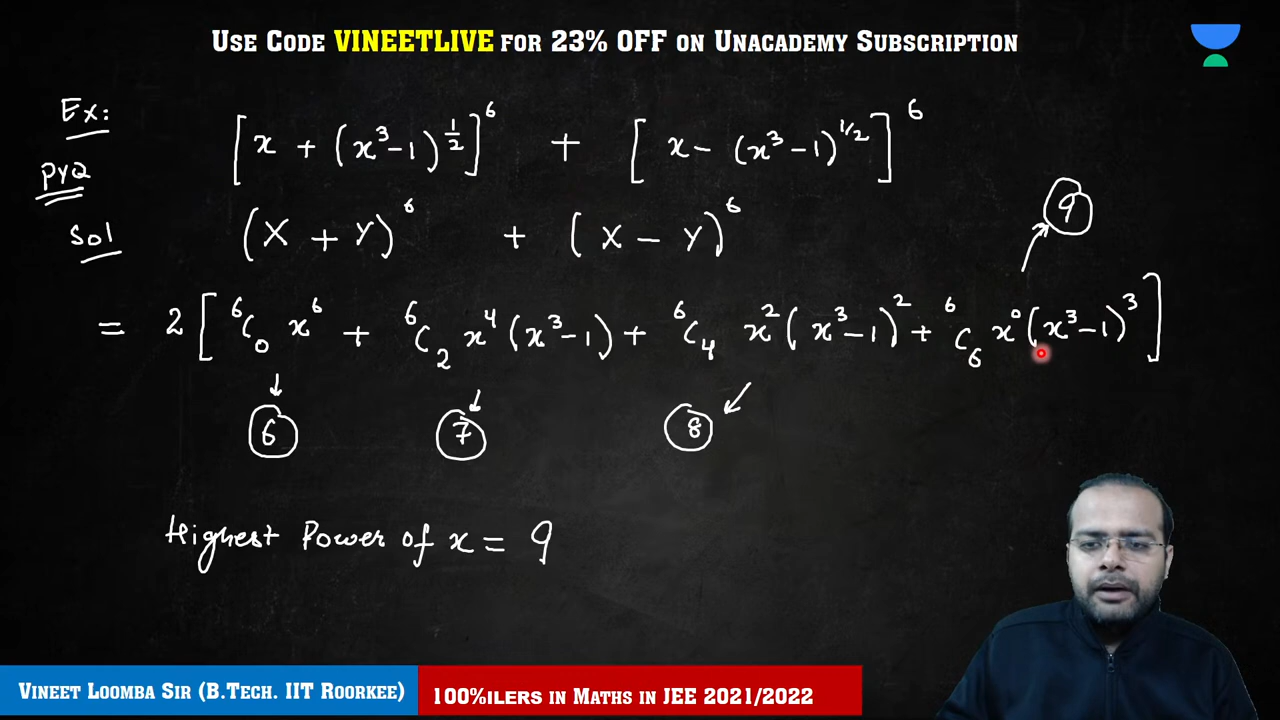 USE CODE VINEETLIVE FOR 23% OFF ON UNACADEMY SUBSCRIPTION
Ex:
[x + (x³-1)^½]⁶ + [x - (x³-1)^1/2]⁶
PYQ
Sol
(X + Y)⁶ + (X - Y)⁶
9
= 2[⁶C₀ x⁶ + ⁶C₂ x⁴(x³-1) + ⁶C₄ x²(x³-1)² + ⁶C₆ x⁰(x³-1)³]
6 7 8
Highest Power of x = 9
VINEET LOOMBA SIR (B.TECH. IIT ROORKEE)
100%ILERS IN MATHS IN JEE 2021/2022